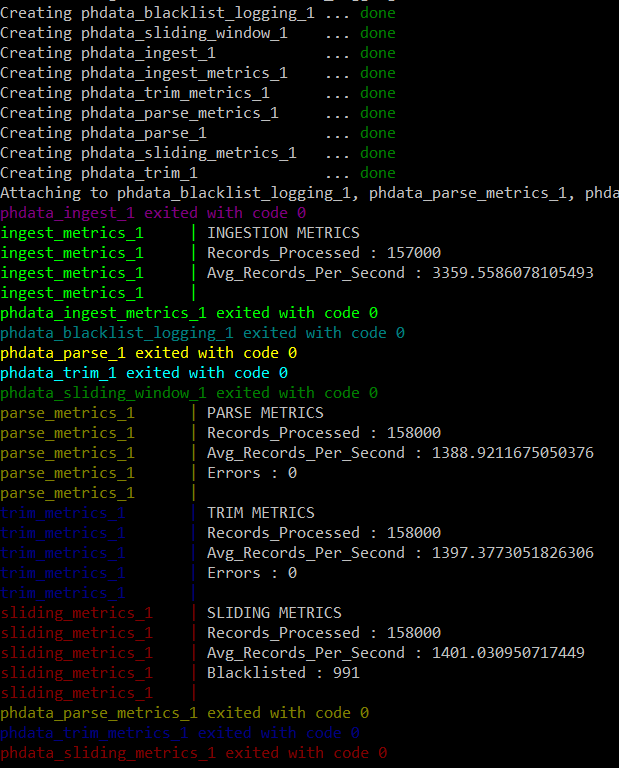 Creating phdata_blacklist_logging_1 ... done
Creating phdata_sliding_window_1 ... done
Creating phdata_ingest_1 ... done
Creating phdata_ingest_metrics_1 ... done
Creating phdata_trim_metrics_1 ... done
Creating phdata_parse_metrics_1 ... done
Creating phdata_parse_1 ... done
Creating phdata_sliding_metrics_1 ... done
Creating phdata_trim_1 ... done
Attaching to phdata_blacklist_logging_1, phdata_parse_metrics_1, phda
phdata_ingest_1 exited with code 0
ingest_metrics_1 | INGESTION METRICS
ingest_metrics_1 | Records_Processed : 157000
ingest_metrics_1 | Avg_Records_Per_Second : 3359.5586078105493
ingest_metrics_1 |
phdata_ingest_metrics_1 exited with code 0
phdata_blacklist_logging_1 exited with code 0
phdata_parse_1 exited with code 0
phdata_trim_1 exited with code 0
phdata_sliding_window_1 exited with code 0
parse_metrics_1 | PARSE METRICS
parse_metrics_1 | Records_Processed : 158000
parse_metrics_1 | Avg_Records_Per_Second : 1388.9211675050376
parse_metrics_1 | Errors : 0
parse_metrics_1 |
trim_metrics_1 | TRIM METRICS
trim_metrics_1 | Records_Processed : 158000
trim_metrics_1 | Avg_Records_Per_Second : 1397.3773051826306
trim_metrics_1 | Errors : 0
trim_metrics_1 |
sliding_metrics_1 | SLIDING METRICS
sliding_metrics_1 | Records_Processed : 158000
sliding_metrics_1 | Avg_Records_Per_Second : 1401.030950717449
sliding_metrics_1 | Blacklisted : 991
sliding_metrics_1 |
phdata_parse_metrics_1 exited with code 0
phdata_trim_metrics_1 exited with code 0
phdata_sliding_metrics_1 exited with code 0